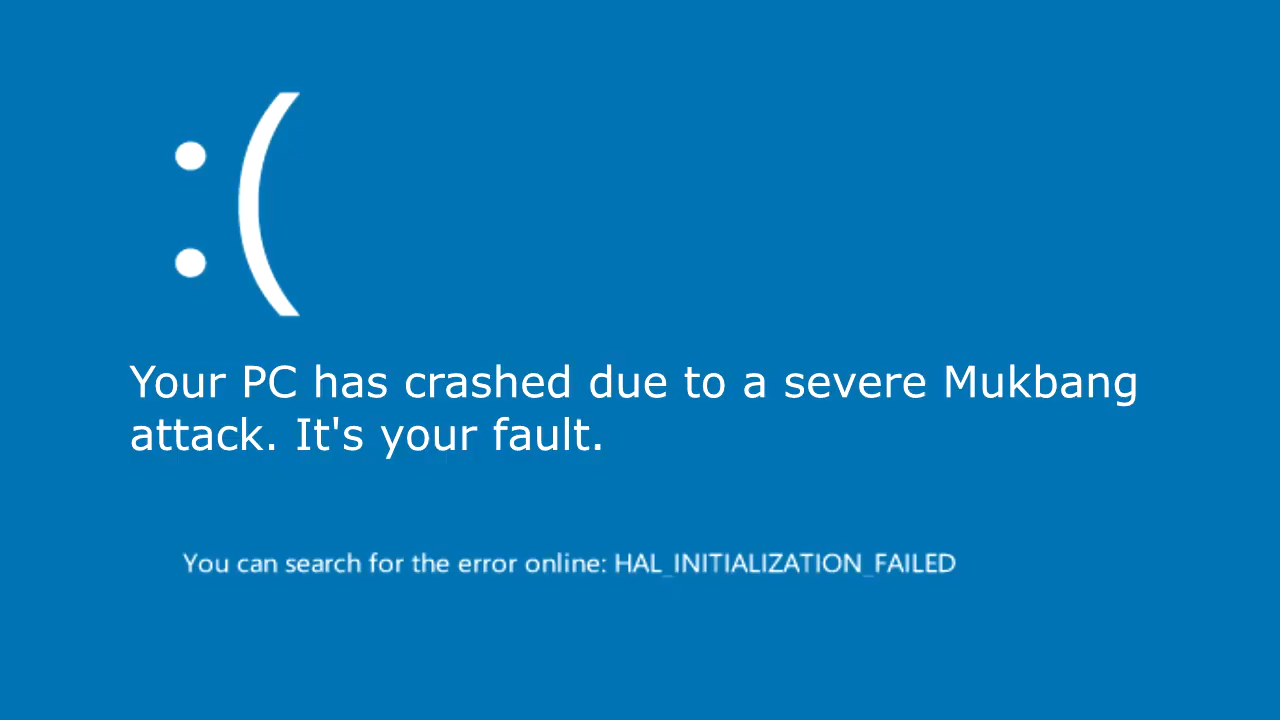 :(
Your PC has crashed due to a severe Mukbang
attack. It's your fault.
You can search for the error online: HAL_INITIALIZATION_FAILED